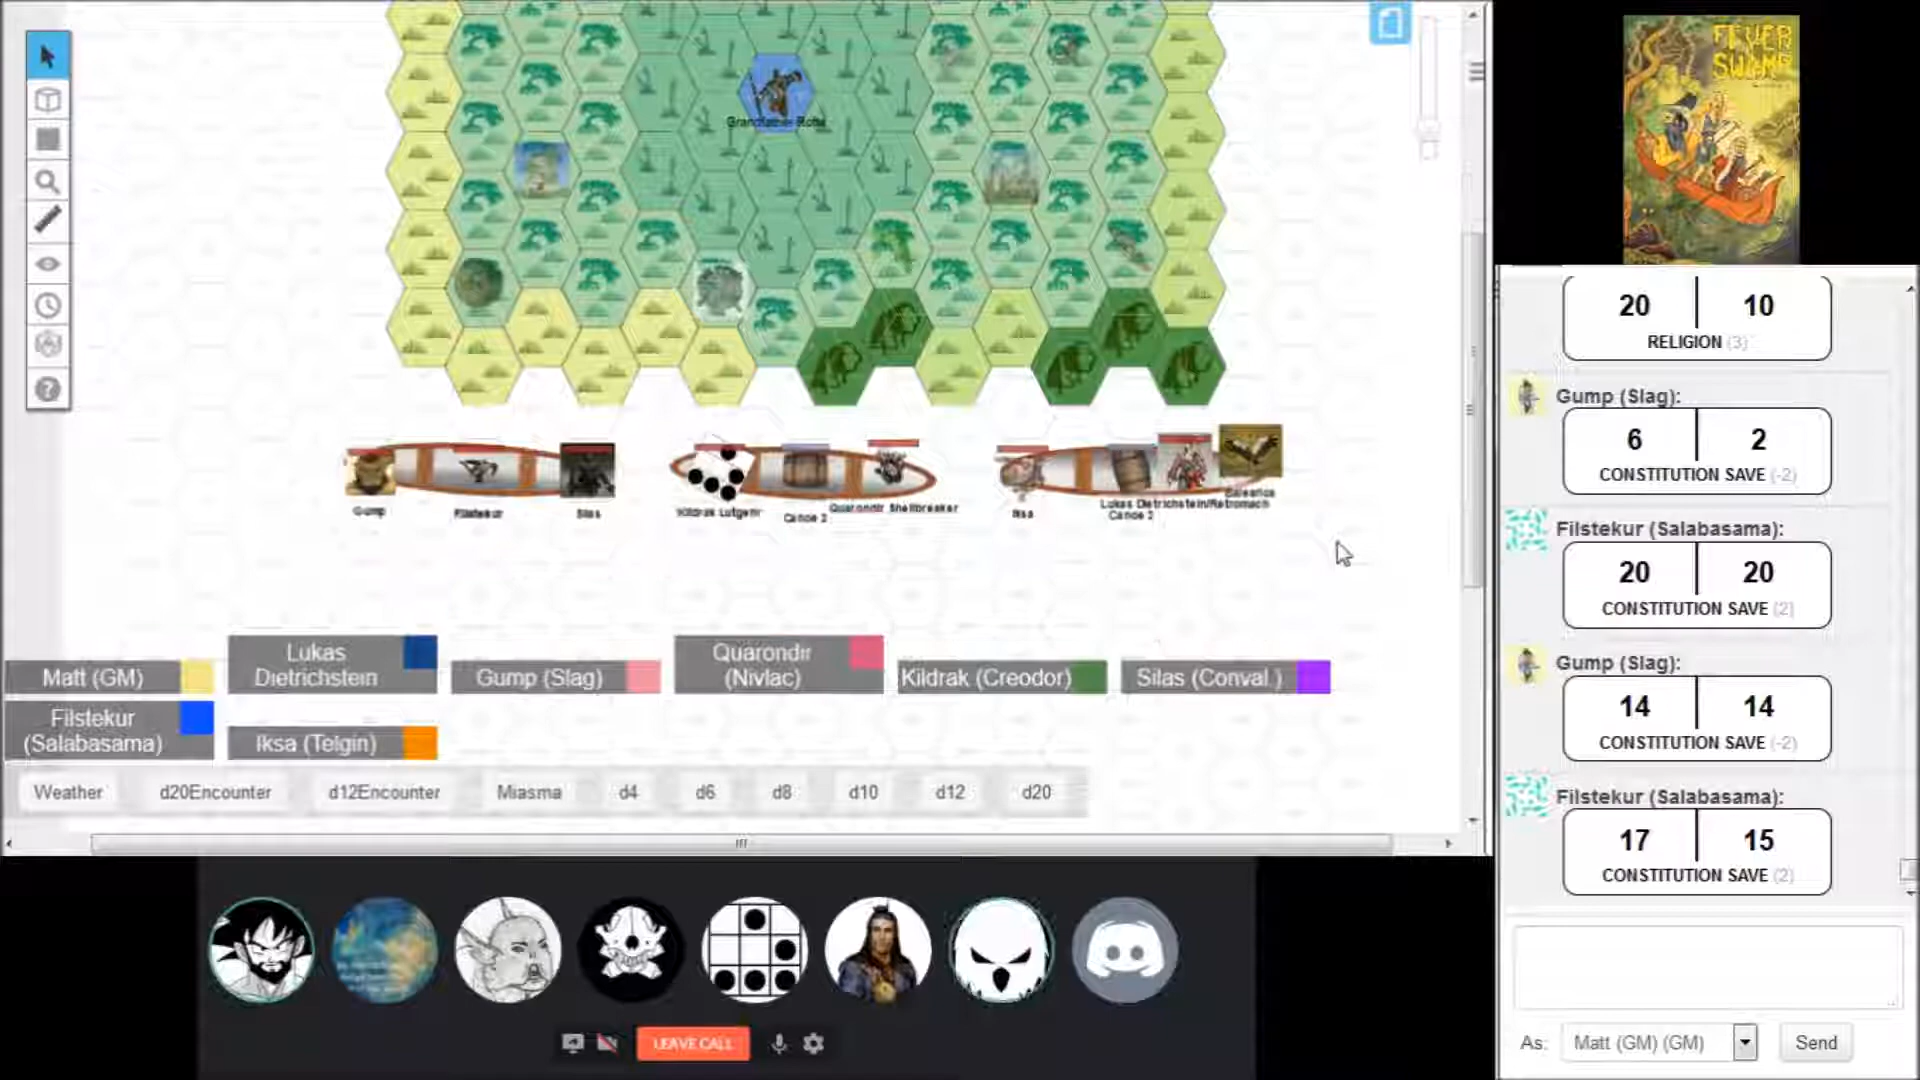 FEVER
SWAMP
20 10
RELIGION (3)
Gump (Slag):
6 2
CONSTITUTION SAVE (-2)
Filstekur (Salabasama):
20 20
CONSTITUTION SAVE (2)
Gump (Slag):
14 14
CONSTITUTION SAVE (-2)
Filstekur (Salabasama):
17 15
CONSTITUTION SAVE (2)
As: Matt (GM) (GM) Send
Gump
Filstekur
Silas
Kildrak Lutgehr
Canoe 2
Quarondir Shellbreaker
Iksa
Lukas Dietrichstein/Retromach
Canoe 3
Matt (GM)
Lukas
Dietrichstein
Gump (Slag)
Quarondir
(Nivlac)
Kildrak (Creodor)
Silas (Conval.)
Filstekur
(Salabasama)
Iksa (Telgin)
Weather d20Encounter d12Encounter Miasma d4 d6 d8 d10 d12 d20
LEAVE CALL